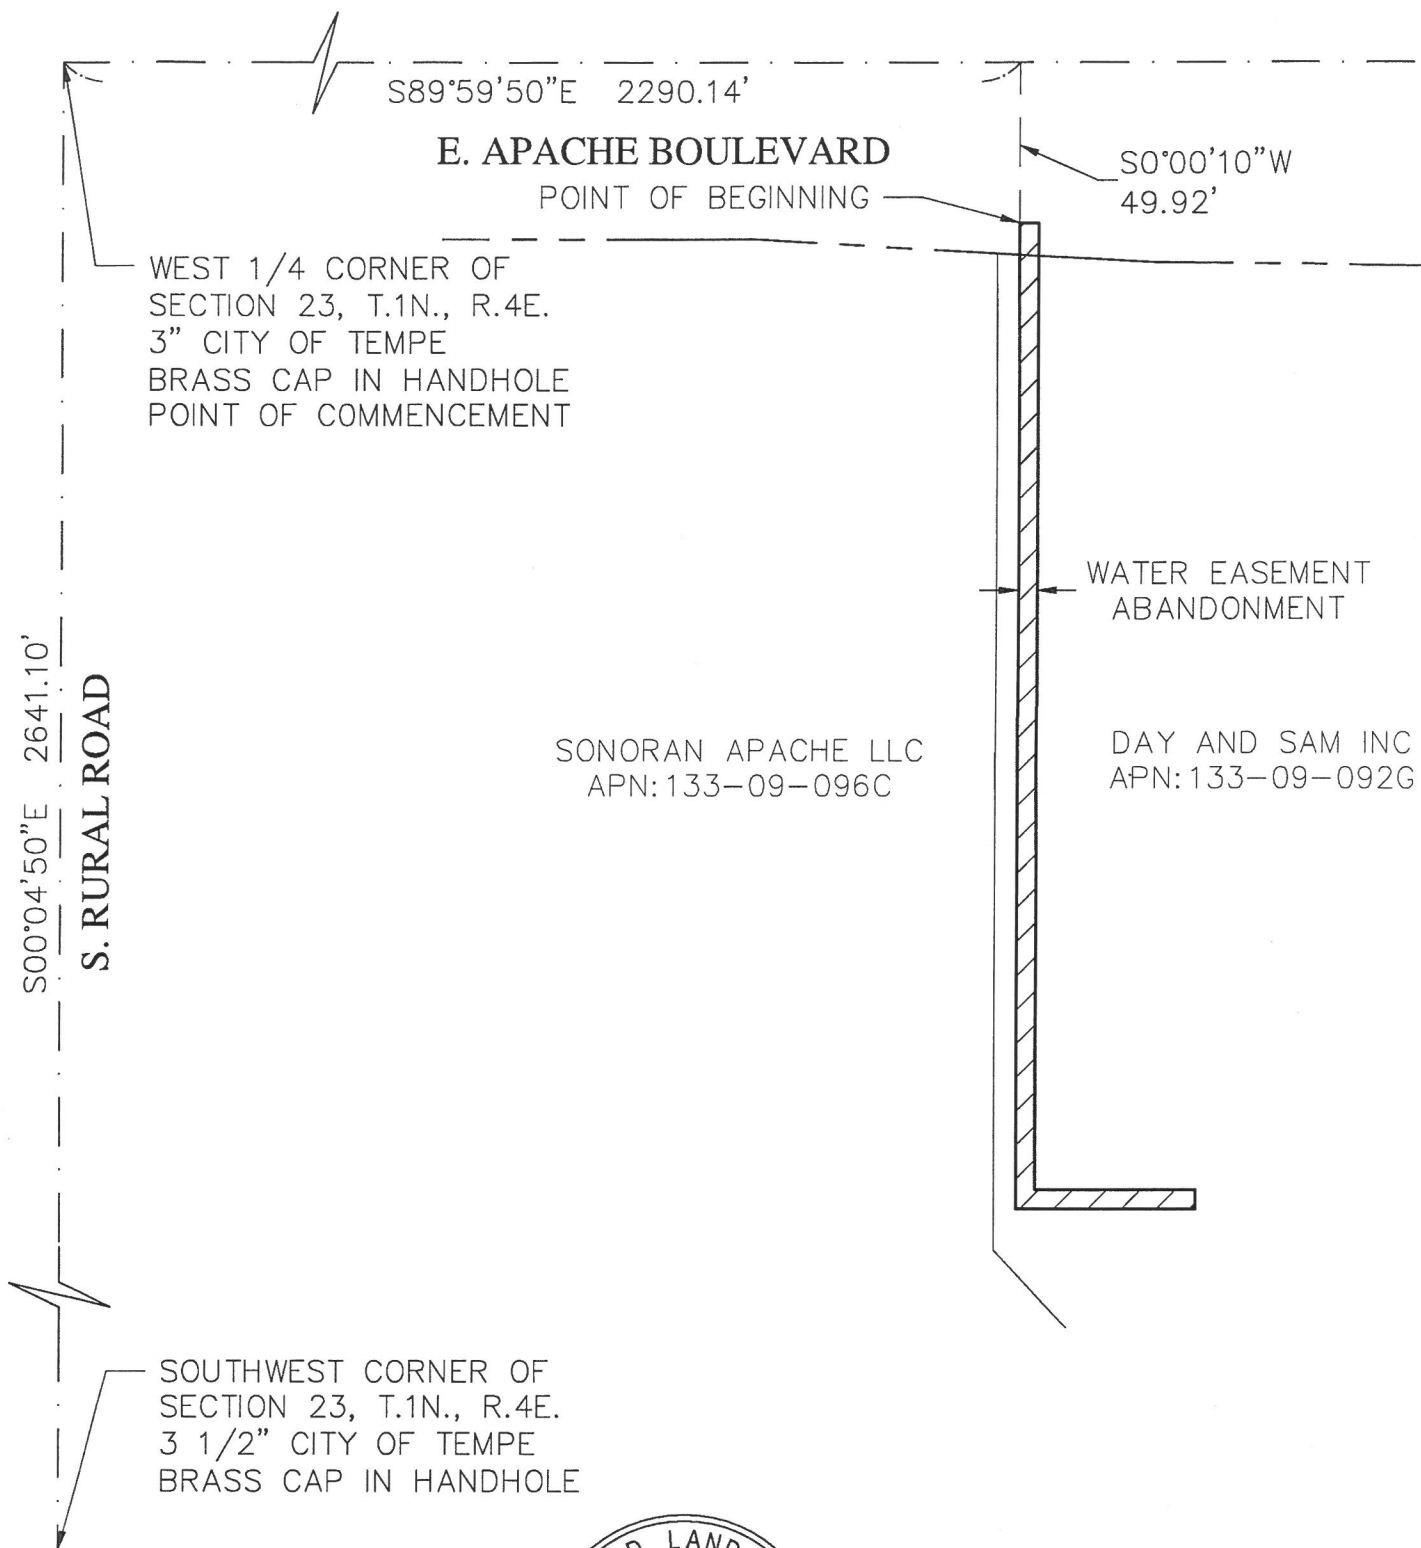 S89°59'50"E 2290.14'
E. APACHE BOULEVARD
POINT OF BEGINNING
S0°00'10"W
49.92'
WEST 1/4 CORNER OF
SECTION 23, T.1N., R.4E.
3" CITY OF TEMPE
BRASS CAP IN HANDHOLE
POINT OF COMMENCEMENT
WATER EASEMENT
ABANDONMENT
S00°04'50"E 2641.10'
S. RURAL ROAD
SONORAN APACHE LLC
APN:133-09-096C
DAY AND SAM INC
APN:133-09-092G
SOUTHWEST CORNER OF
SECTION 23, T.1N., R.4E.
3 1/2" CITY OF TEMPE
BRASS CAP IN HANDHOLE
LAND